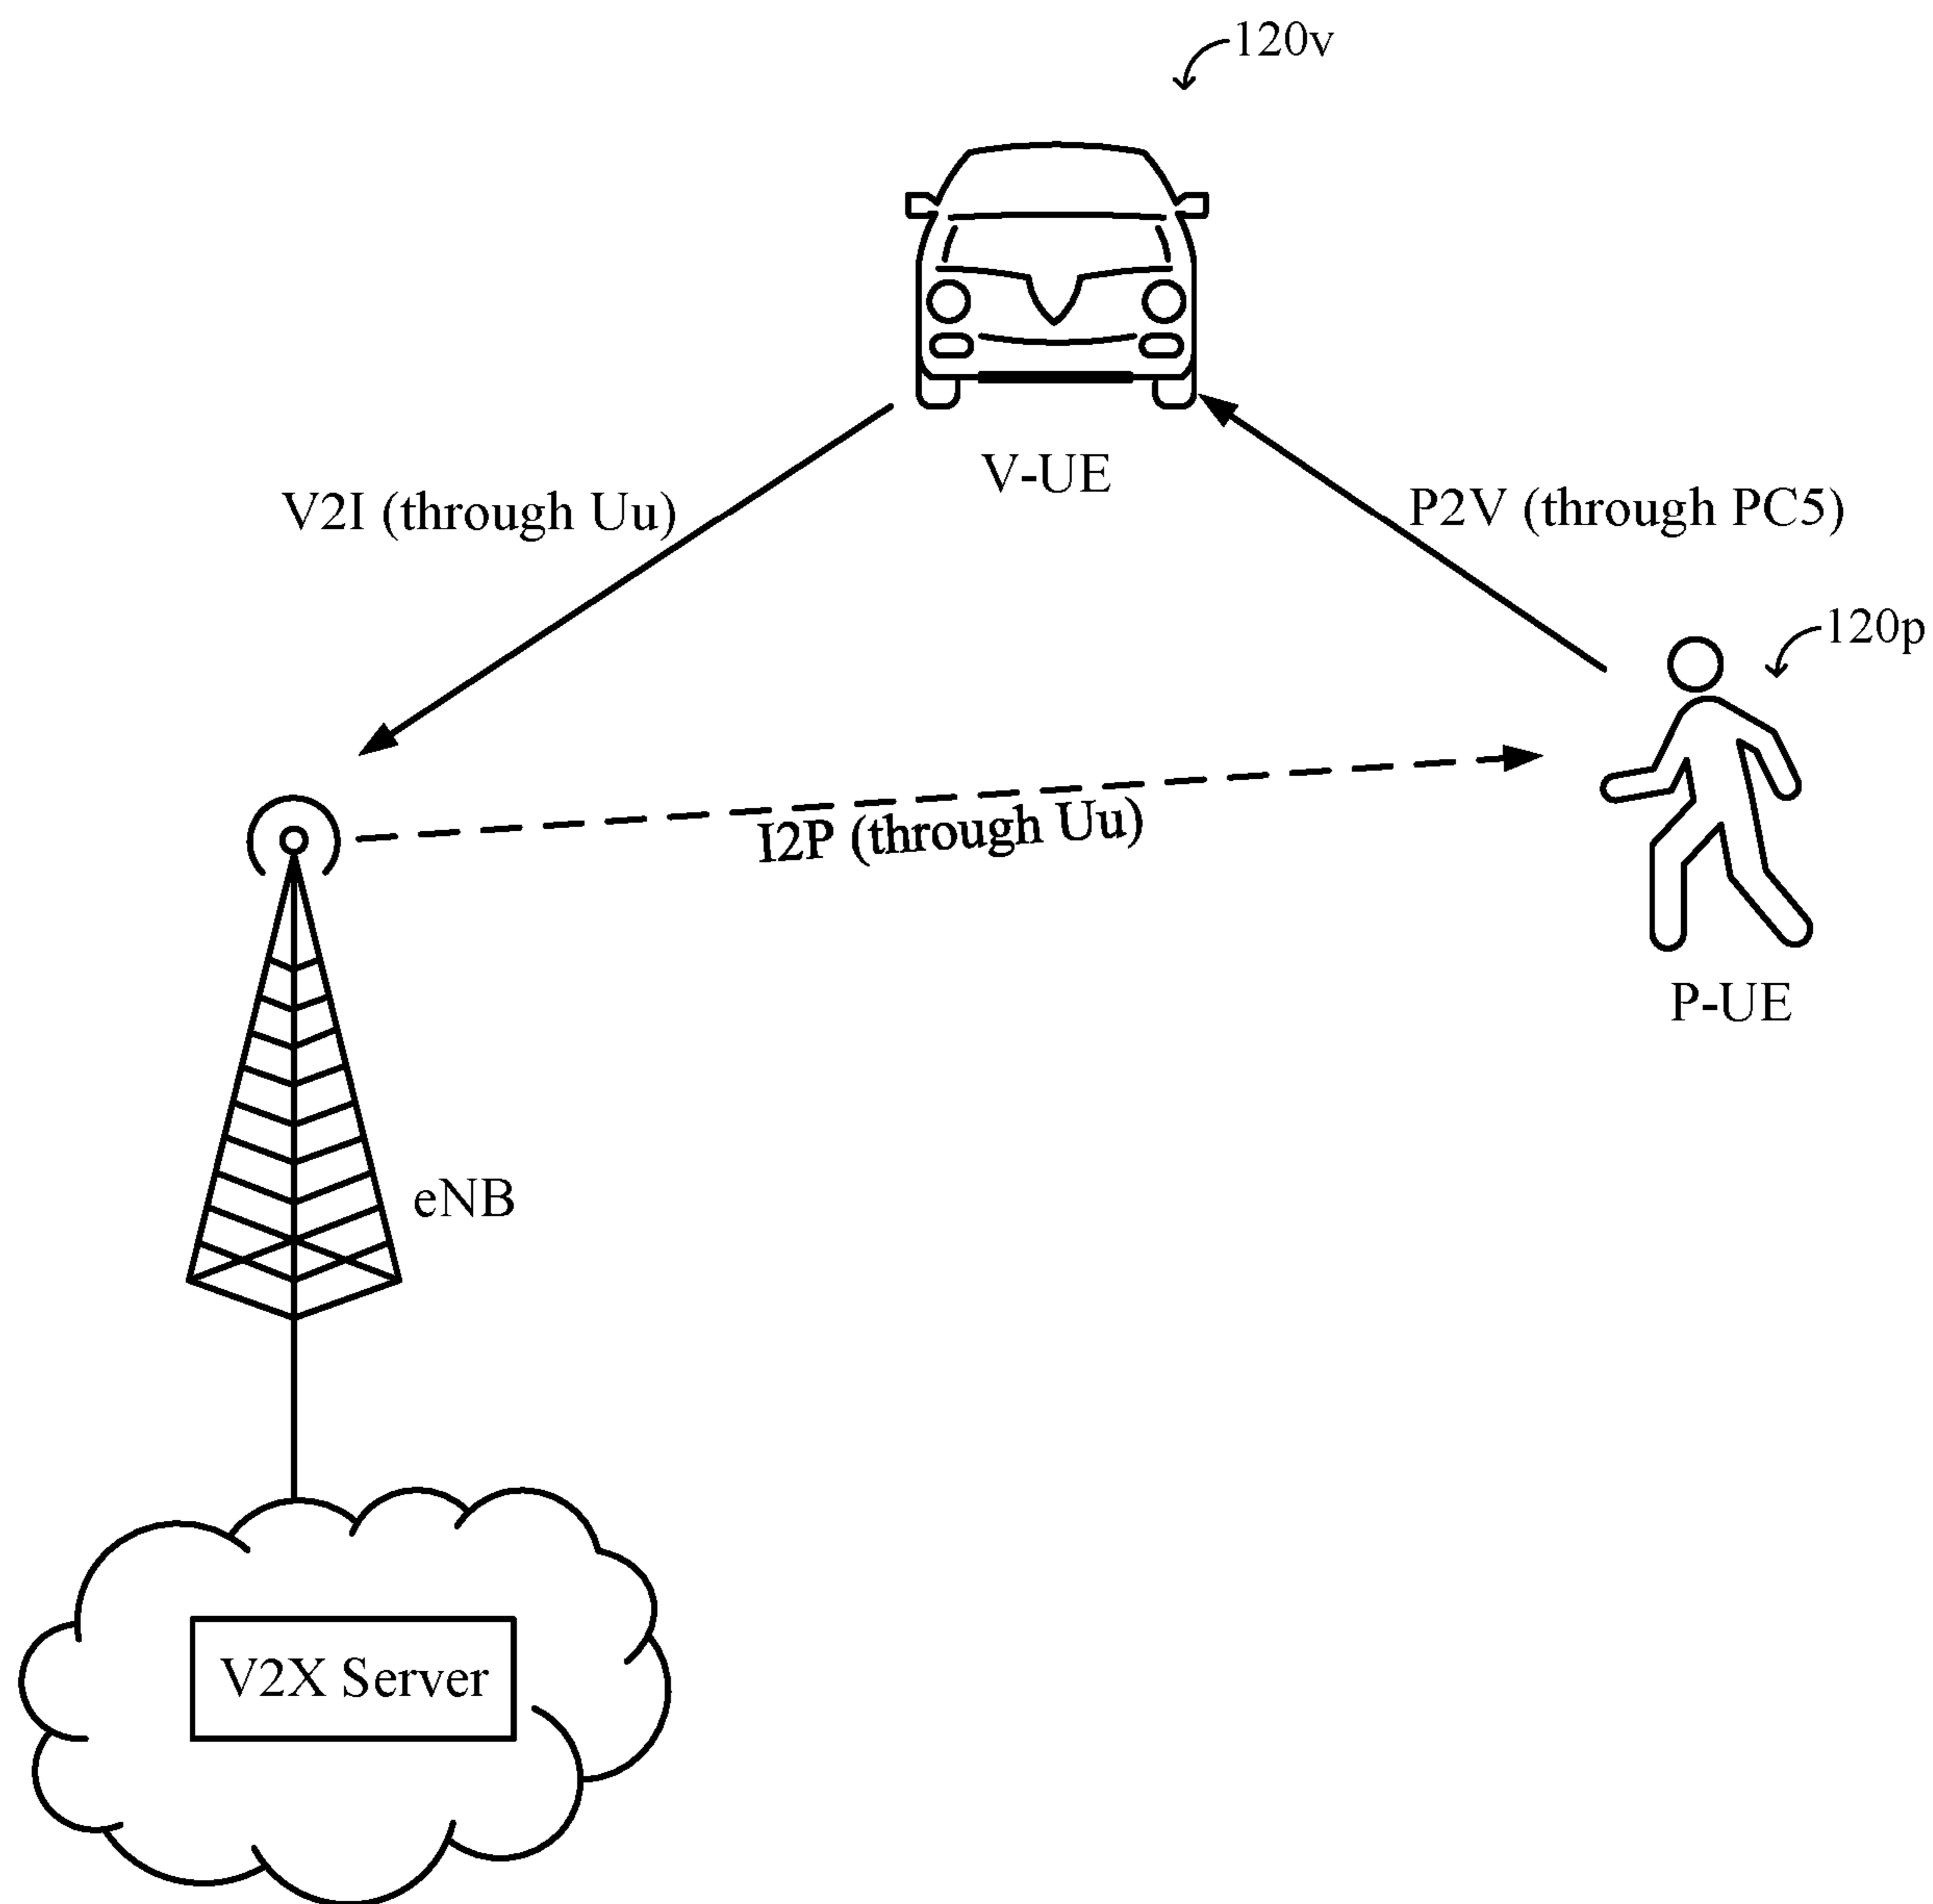 120v
V-UE
V2I (through Uu)
P2V (through PC5)
120p
I2P (through Uu)
P-UE
eNB
V2X Server